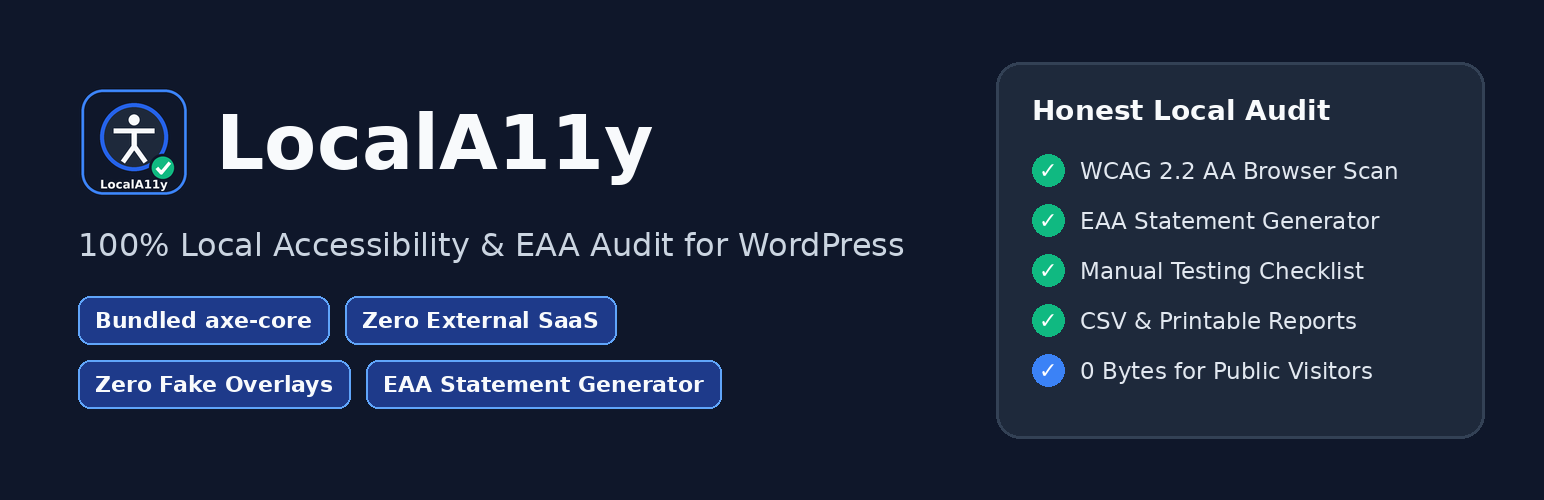 LocalA11y
LocalA11y
100% Local Accessibility & EAA Audit for WordPress
Bundled axe-core
Zero External SaaS
Zero Fake Overlays
EAA Statement Generator
Honest Local Audit
✓ WCAG 2.2 AA Browser Scan
✓ EAA Statement Generator
✓ Manual Testing Checklist
✓ CSV & Printable Reports
✓ 0 Bytes for Public Visitors